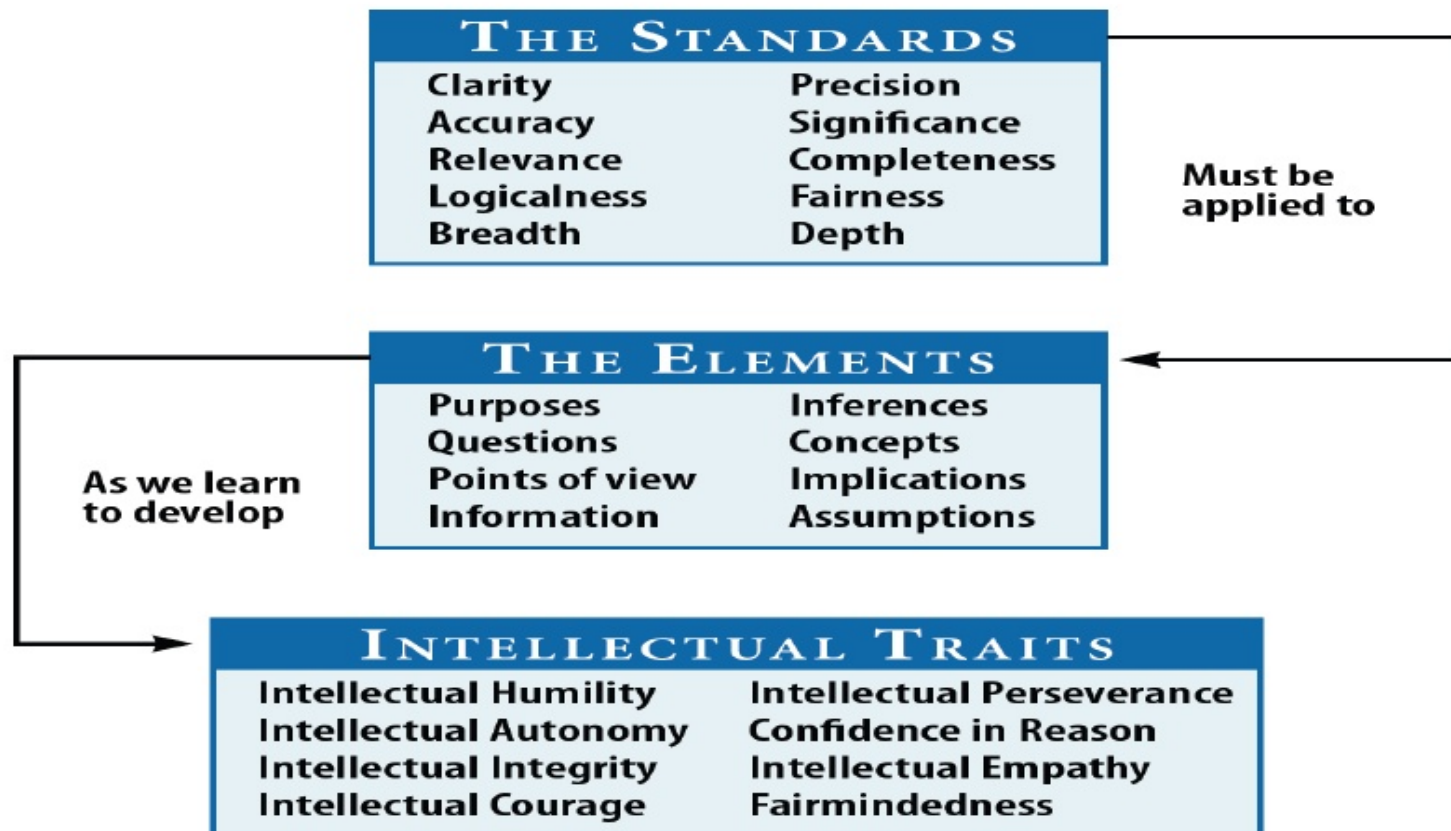 THE STANDARDS
Clarity Precision
Accuracy Significance
Relevance Completeness
Logicalness Fairness
Breadth Depth
Must be
applied to
THE ELEMENTS
Purposes Inferences
Questions Concepts
Points of view Implications
Information Assumptions
As we learn
to develop
INTELLECTUAL TRAITS
Intellectual Humility Intellectual Perseverance
Intellectual Autonomy Confidence in Reason
Intellectual Integrity Intellectual Empathy
Intellectual Courage Fairmindedness